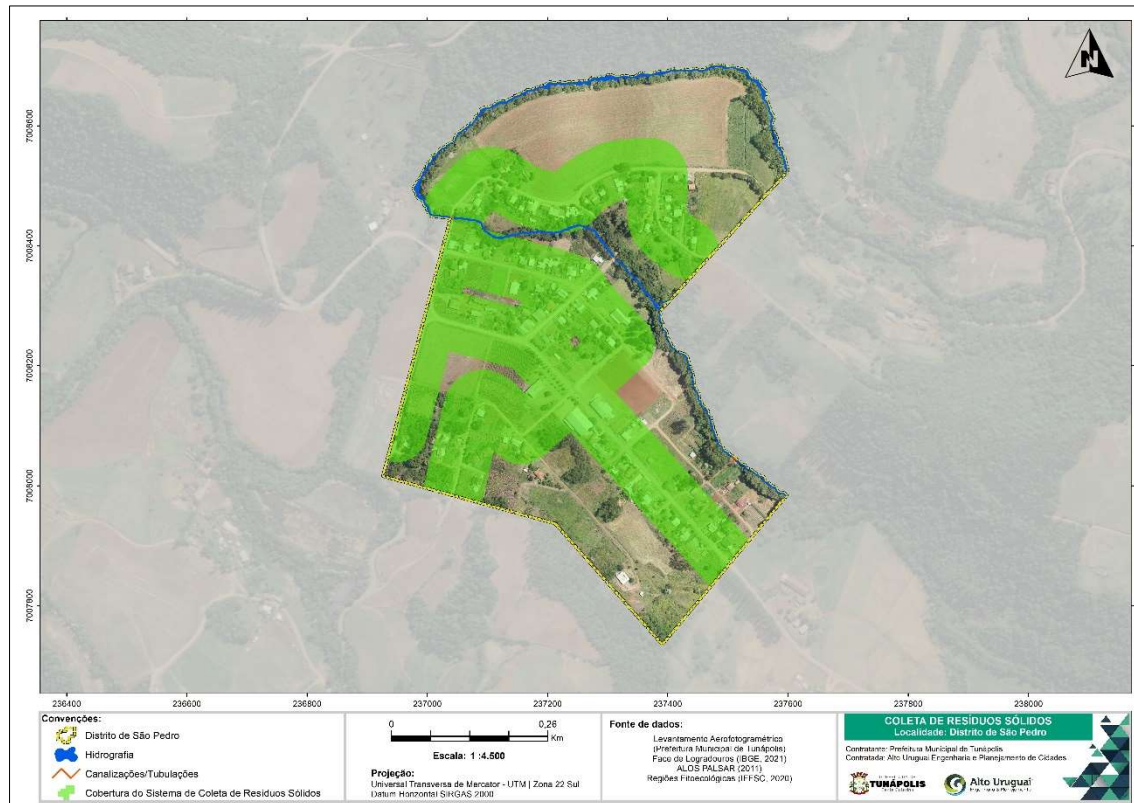 N
7008600
7008400
7008200
7008000
7007800
236400
236600
236800
237000
237200
237400
237600
237800
238000
Convenções:
Distrito de São Pedro
Hidrografia
Canalizações/Tubulações
Cobertura do Sistema de Coleta de Resíduos Sólidos
0 0,26
Km
Escala: 1 :4.500
Projeção:
Universal Transversa de Mercator - UTM | Zona 22 Sul
Datum Horizontal SIRGAS 2000
Fonte de dados:
Levantamento Aerofotogramétrico
(Prefeitura Municipal de Tunápolis)
Face de Logradouros (IBGE, 2021)
ALOS PALSAR (2011)
Regiões Fitoecológicas (IFFSC, 2020)
COLETA DE RESÍDUOS SÓLIDOS
Localidade: Distrito de São Pedro
Contratante: Prefeitura Municipal de Tunápolis
Contratada: Alto Uruguai Engenharia e Planejamento de Cidades
TUNÁPOLIS
Alto Uruguai
Engenharia e Planejamento